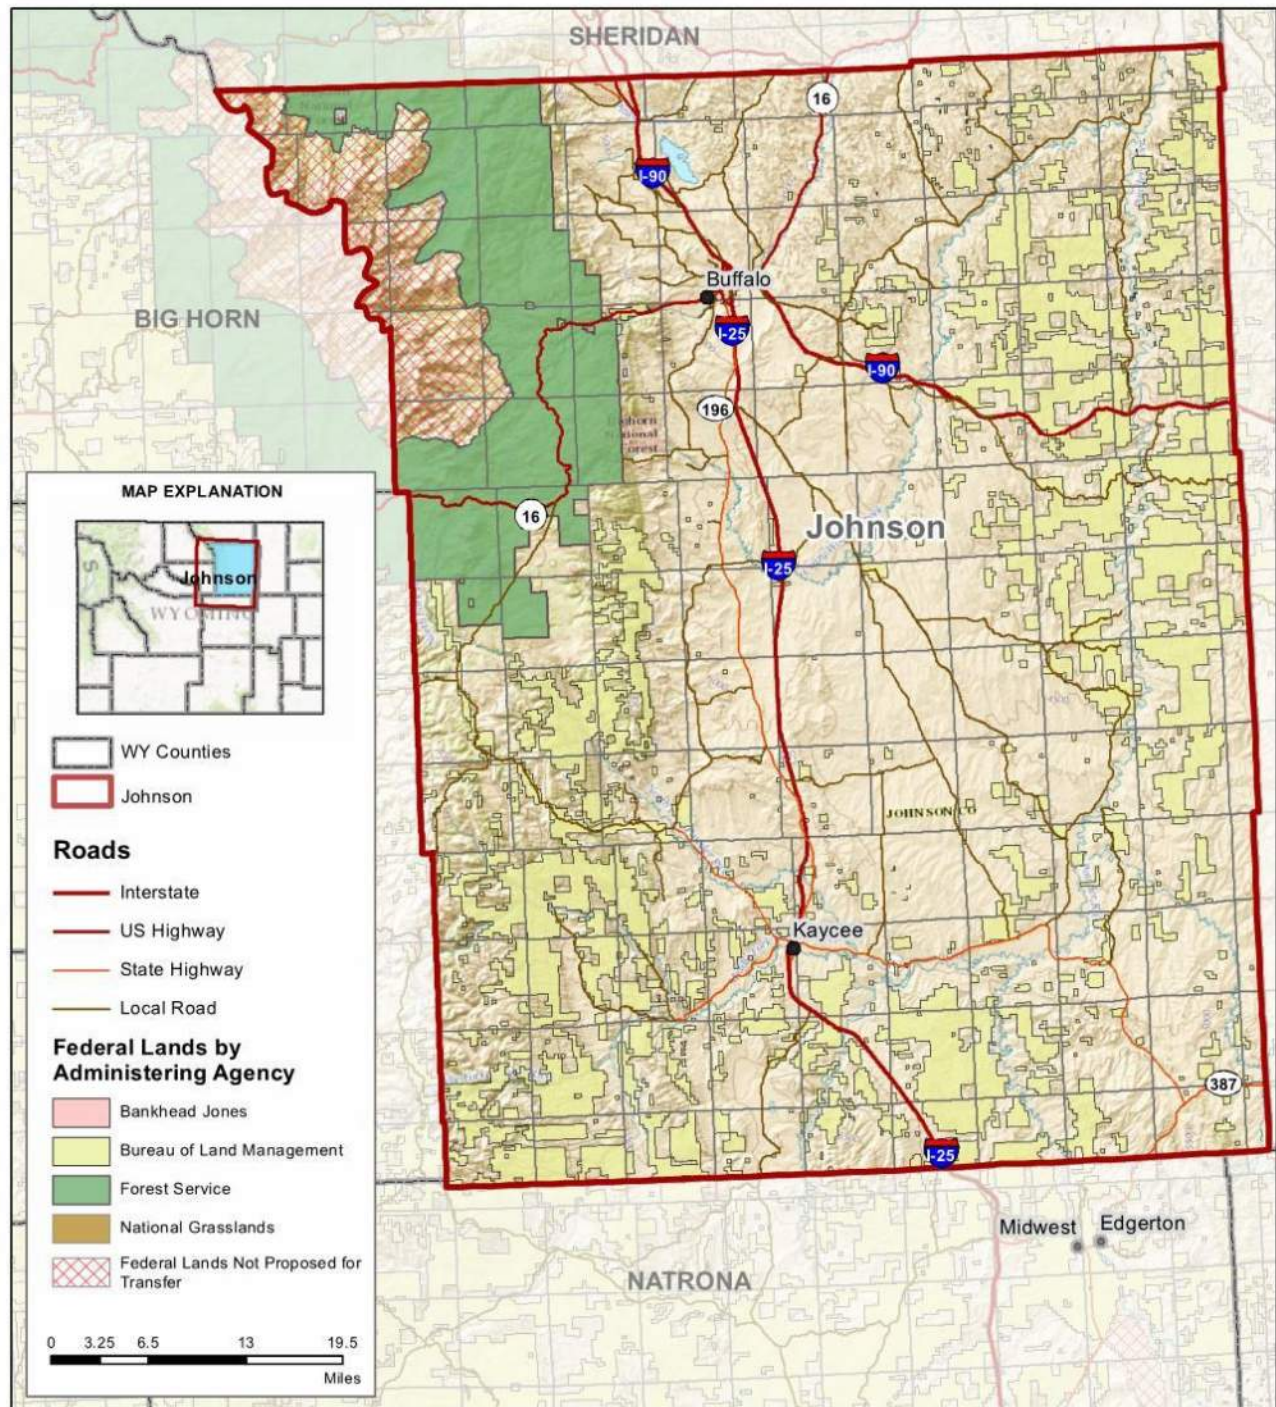 SHERIDAN
16
I-90
Buffalo
BIG HORN
I-25
I-90
196
Bighorn
National
Forest
16
Johnson
I-25
JOHNSON CO
Kaycee
387
I-25
Midwest
Edgerton
NATRONA
MAP EXPLANATION
Johnson
WYOMING
WY Counties
Johnson
Roads
Interstate
US Highway
State Highway
Local Road
Federal Lands by
Administering Agency
Bankhead Jones
Bureau of Land Management
Forest Service
National Grasslands
Federal Lands Not Proposed for
Transfer
0 3.25 6.5 13 19.5
Miles